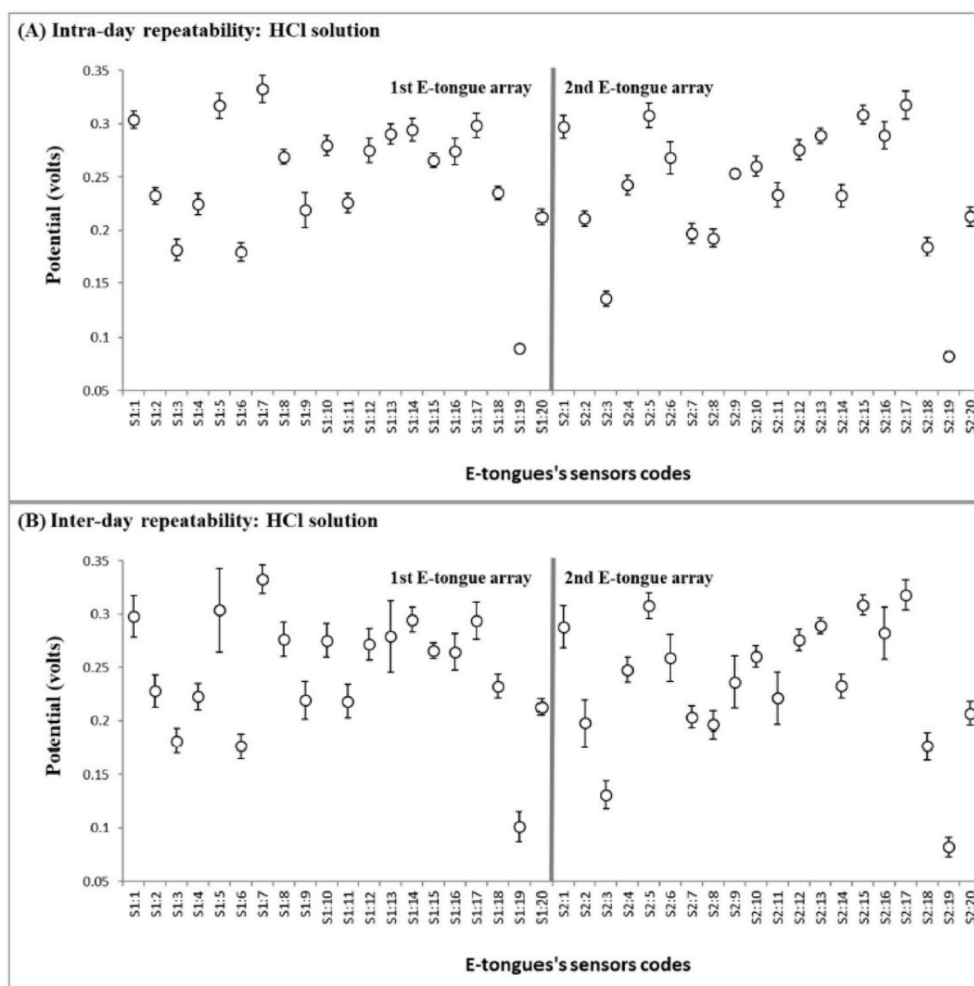 (A) Intra-day repeatability: HCl solution
0.35
0.3
0.25
0.2
0.15
0.1
0.05
Potential (volts)
1st E-tongue array
2nd E-tongue array
S1:1
S1:2
S1:3
S1:4
S1:5
S1:6
S1:7
S1:8
S1:9
S1:10
S1:11
S1:12
S1:13
S1:14
S1:15
S1:16
S1:17
S1:18
S1:19
S1:20
S2:1
S2:2
S2:3
S2:4
S2:5
S2:6
S2:7
S2:8
S2:9
S2:10
S2:11
S2:12
S2:13
S2:14
S2:15
S2:16
S2:17
S2:18
S2:19
S2:20
E-tongues's sensors codes
(B) Inter-day repeatability: HCl solution
0.35
0.3
0.25
0.2
0.15
0.1
0.05
Potential (volts)
1st E-tongue array
2nd E-tongue array
S1:1
S1:2
S1:3
S1:4
S1:5
S1:6
S1:7
S1:8
S1:9
S1:10
S1:11
S1:12
S1:13
S1:14
S1:15
S1:16
S1:17
S1:18
S1:19
S1:20
S2:1
S2:2
S2:3
S2:4
S2:5
S2:6
S2:7
S2:8
S2:9
S2:10
S2:11
S2:12
S2:13
S2:14
S2:15
S2:16
S2:17
S2:18
S2:19
S2:20
E-tongues's sensors codes